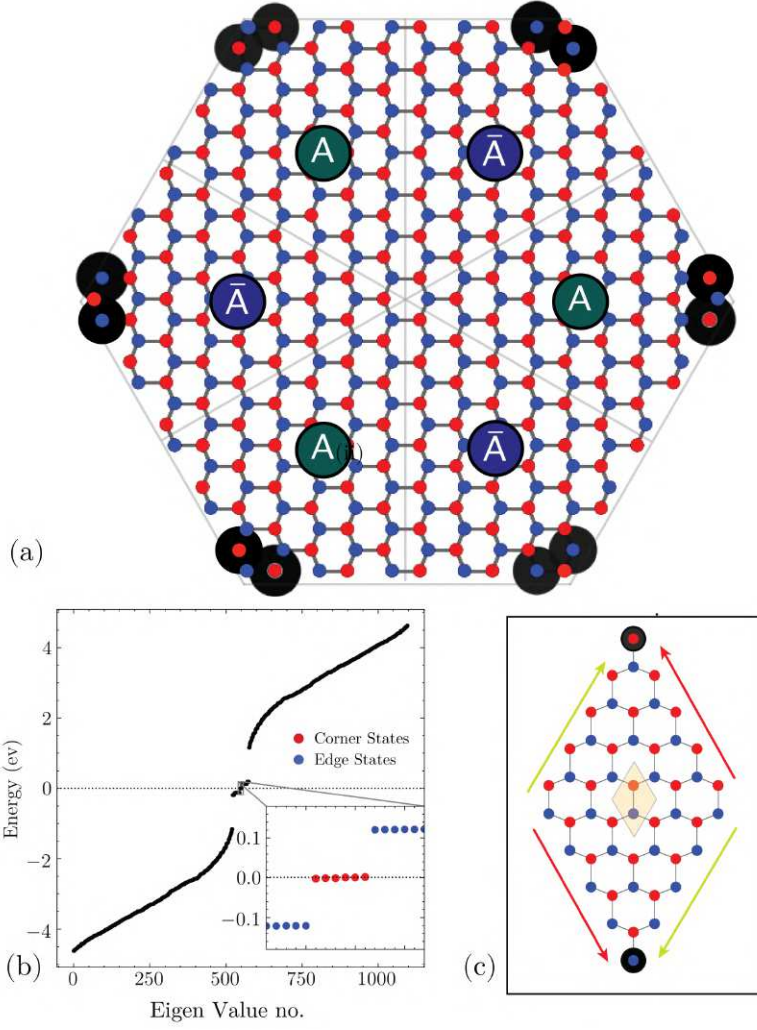 A Ā
Ā A
A (ii) Ā
(a)
Energy (ev)
4
2
0
−2
−4
Corner States
Edge States
0.1
0.0
−0.1
0 250 500 750 1000
Eigen Value no.
(b)
(c)